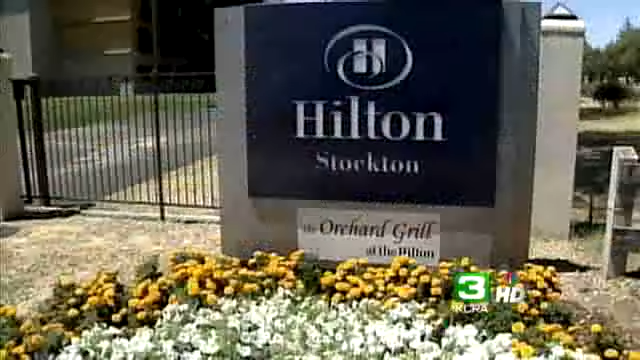 H
Hilton
Stockton
The Orchard Grill
at the Hilton
3 HD
KCRA